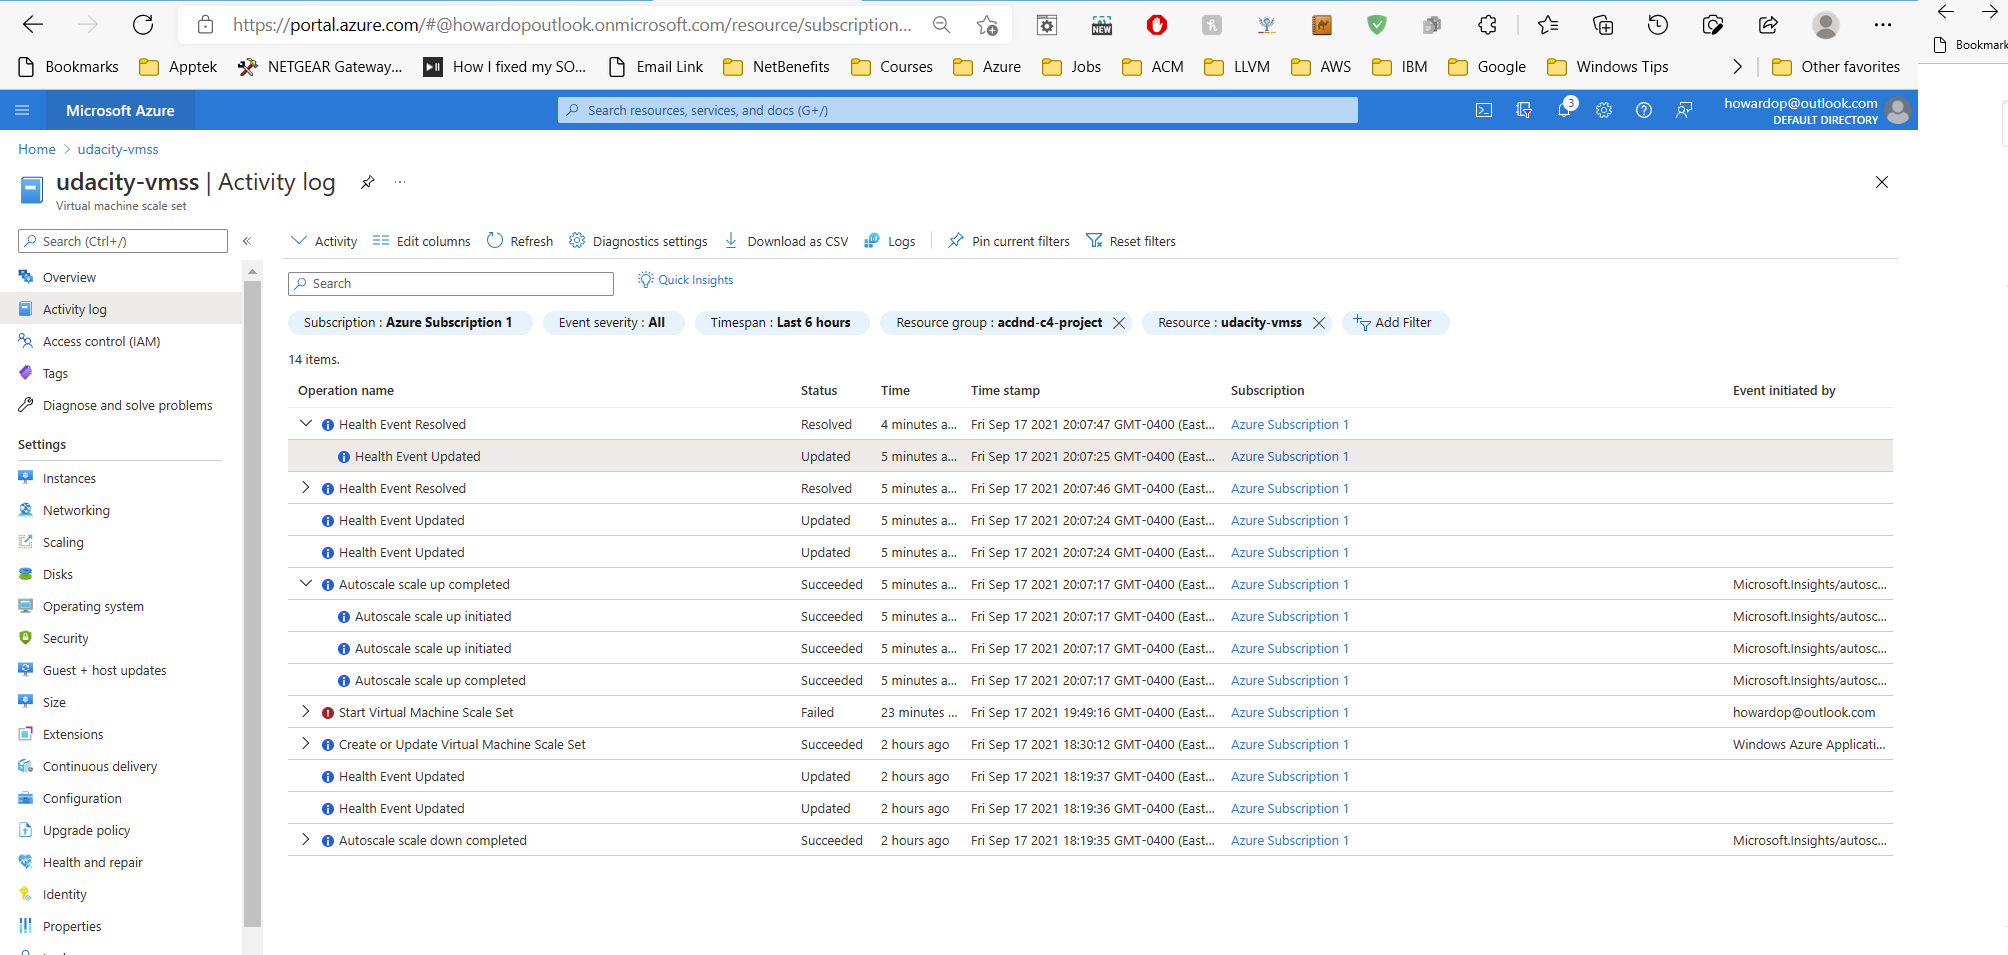 https://portal.azure.com/#@howardopoutlook.onmicrosoft.com/resource/subscription...
NEW
Bookmarks Apptek NETGEAR Gateway... How I fixed my SO... Email Link NetBenefits Courses Azure Jobs ACM LLVM AWS IBM Google Windows Tips Other favorites
Bookmark
Microsoft Azure
Search resources, services, and docs (G+/)
3
howardop@outlook.com
DEFAULT DIRECTORY
Home > udacity-vmss
udacity-vmss | Activity log
Virtual machine scale set
Search (Ctrl+/)
Overview
Activity log
Access control (IAM)
Tags
Diagnose and solve problems
Settings
Instances
Networking
Scaling
Disks
Operating system
Security
Guest + host updates
Size
Extensions
Continuous delivery
Configuration
Upgrade policy
Health and repair
Identity
Properties
Activity Edit columns Refresh Diagnostics settings Download as CSV Logs Pin current filters Reset filters
Search
Quick Insights
Subscription : Azure Subscription 1 Event severity : All Timespan : Last 6 hours Resource group : acdnd-c4-project Resource : udacity-vmss Add Filter
14 items.
Operation name Status Time Time stamp Subscription Event initiated by
Health Event Resolved Resolved 4 minutes a... Fri Sep 17 2021 20:07:47 GMT-0400 (East... Azure Subscription 1
Health Event Updated Updated 5 minutes a... Fri Sep 17 2021 20:07:25 GMT-0400 (East... Azure Subscription 1
Health Event Resolved Resolved 5 minutes a... Fri Sep 17 2021 20:07:46 GMT-0400 (East... Azure Subscription 1
Health Event Updated Updated 5 minutes a... Fri Sep 17 2021 20:07:24 GMT-0400 (East... Azure Subscription 1
Health Event Updated Updated 5 minutes a... Fri Sep 17 2021 20:07:24 GMT-0400 (East... Azure Subscription 1
Autoscale scale up completed Succeeded 5 minutes a... Fri Sep 17 2021 20:07:17 GMT-0400 (East... Azure Subscription 1 Microsoft.Insights/autosc...
Autoscale scale up initiated Succeeded 5 minutes a... Fri Sep 17 2021 20:07:17 GMT-0400 (East... Azure Subscription 1 Microsoft.Insights/autosc...
Autoscale scale up initiated Succeeded 5 minutes a... Fri Sep 17 2021 20:07:17 GMT-0400 (East... Azure Subscription 1 Microsoft.Insights/autosc...
Autoscale scale up completed Succeeded 5 minutes a... Fri Sep 17 2021 20:07:17 GMT-0400 (East... Azure Subscription 1 Microsoft.Insights/autosc...
Start Virtual Machine Scale Set Failed 23 minutes ... Fri Sep 17 2021 19:49:16 GMT-0400 (East... Azure Subscription 1 howardop@outlook.com
Create or Update Virtual Machine Scale Set Succeeded 2 hours ago Fri Sep 17 2021 18:30:12 GMT-0400 (East... Azure Subscription 1 Windows Azure Applicati...
Health Event Updated Updated 2 hours ago Fri Sep 17 2021 18:19:37 GMT-0400 (East... Azure Subscription 1
Health Event Updated Updated 2 hours ago Fri Sep 17 2021 18:19:36 GMT-0400 (East... Azure Subscription 1
Autoscale scale down completed Succeeded 2 hours ago Fri Sep 17 2021 18:19:35 GMT-0400 (East... Azure Subscription 1 Microsoft.Insights/autosc...